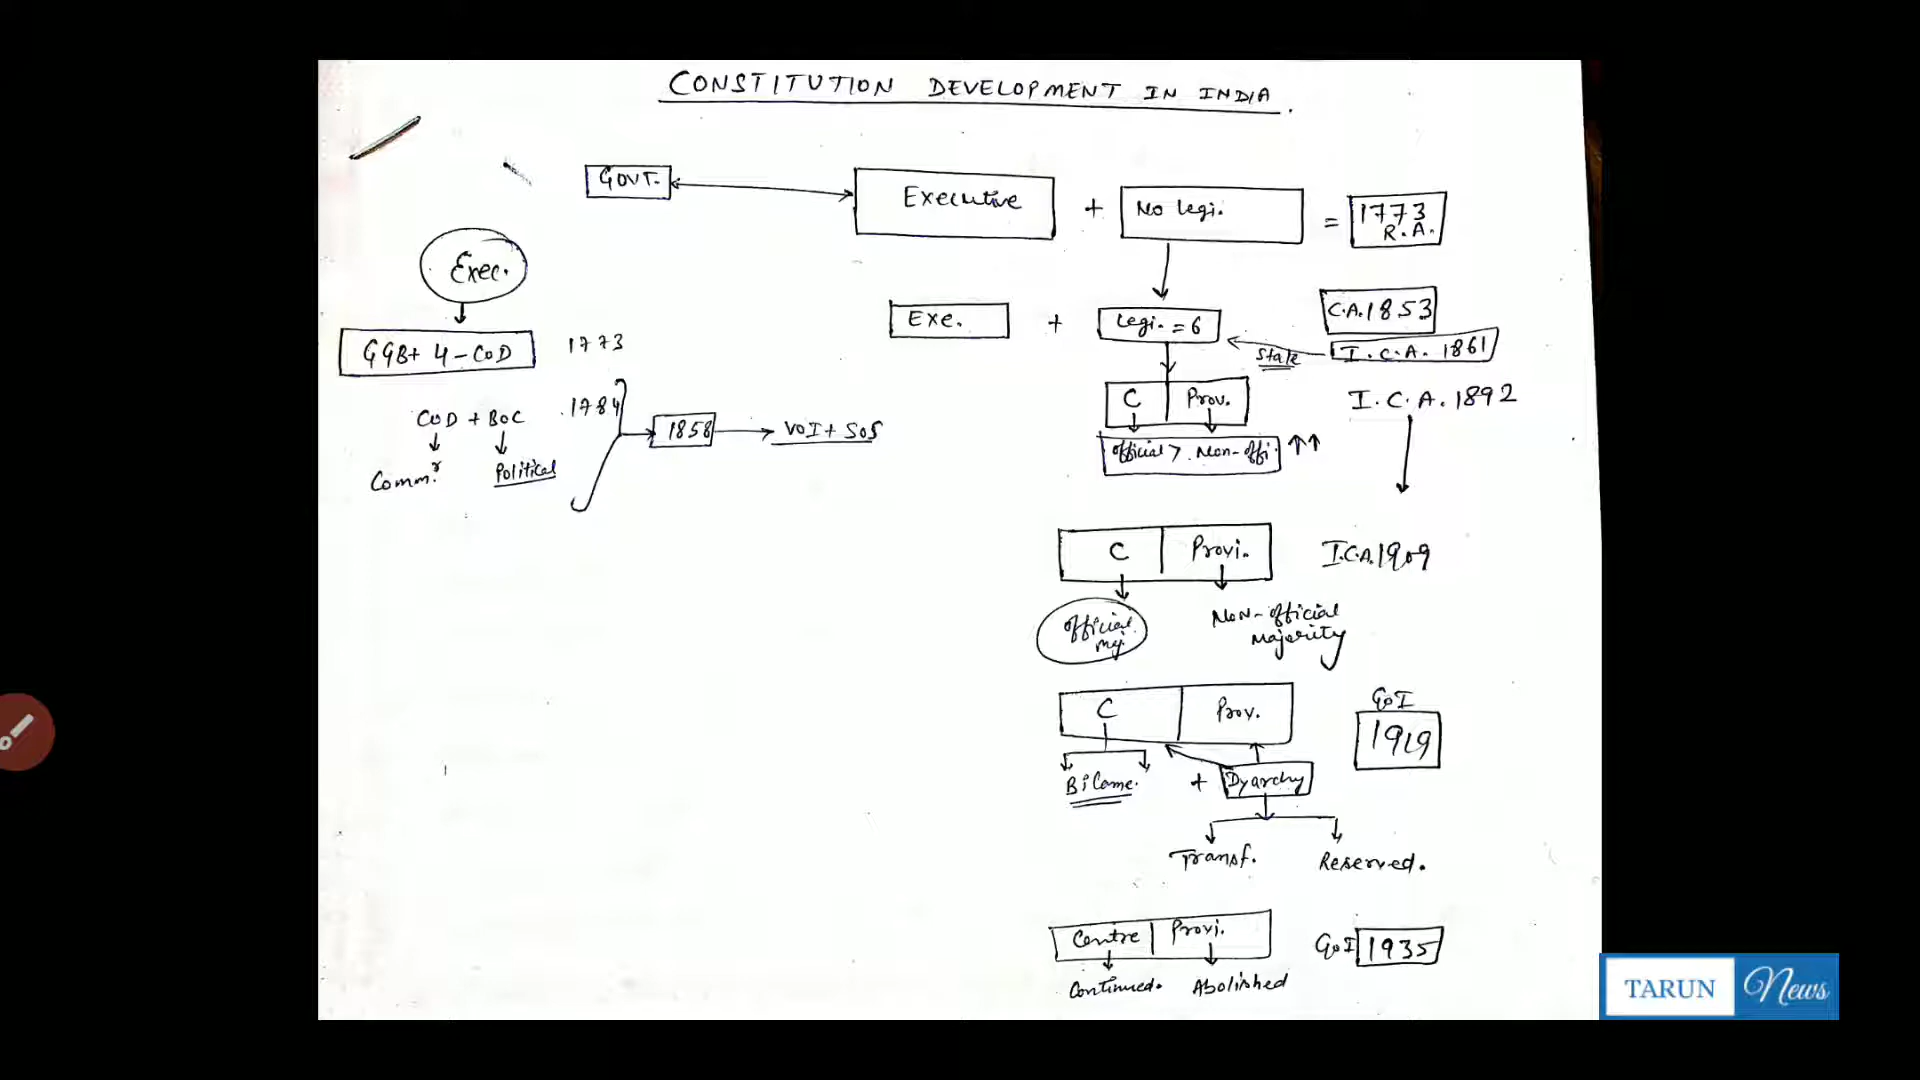 CONSTITUTION DEVELOPMENT IN INDIA.
GOVT.
Executive + No legi. = 1773
R.A.
Exec.
Exe. + Legi. = 6
C.A. 1853
State
I.C.A. 1861
GGB+ 4-COD 1773
C Prov. I.C.A. 1892
COD + BOC .1784
1858 VOI + SOS
official > Non-offi. ↑↑
Comm. Political
C Provi. I.C.A. 1909
official Non-official
maj. majority
C Prov. GOI
1919
Bicame. + Dyarchy
Transf. Reserved.
Centre Provi. GOI 1935
Continued. Abolished
TARUN News